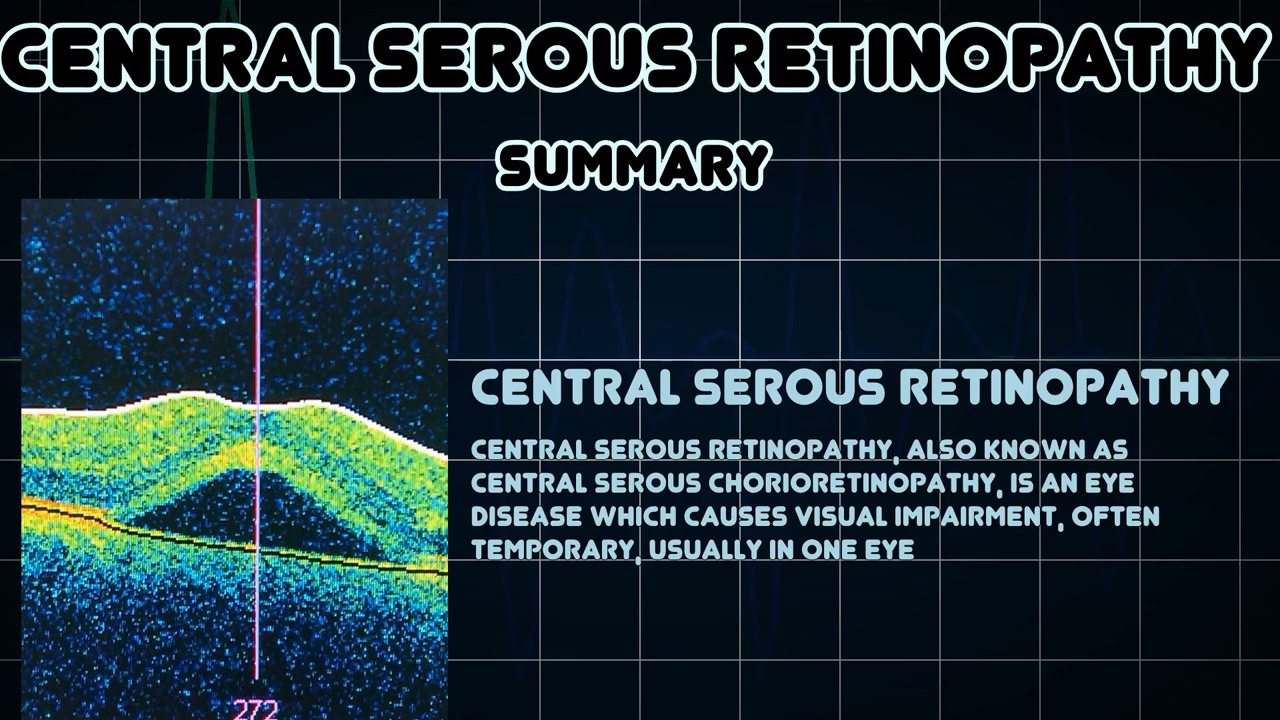 CENTRAL SEROUS RETINOPATHY
SUMMARY
CENTRAL SEROUS RETINOPATHY
CENTRAL SEROUS RETINOPATHY, ALSO KNOWN AS
CENTRAL SEROUS CHORIORETINOPATHY, IS AN EYE
DISEASE WHICH CAUSES VISUAL IMPAIRMENT, OFTEN
TEMPORARY, USUALLY IN ONE EYE
272